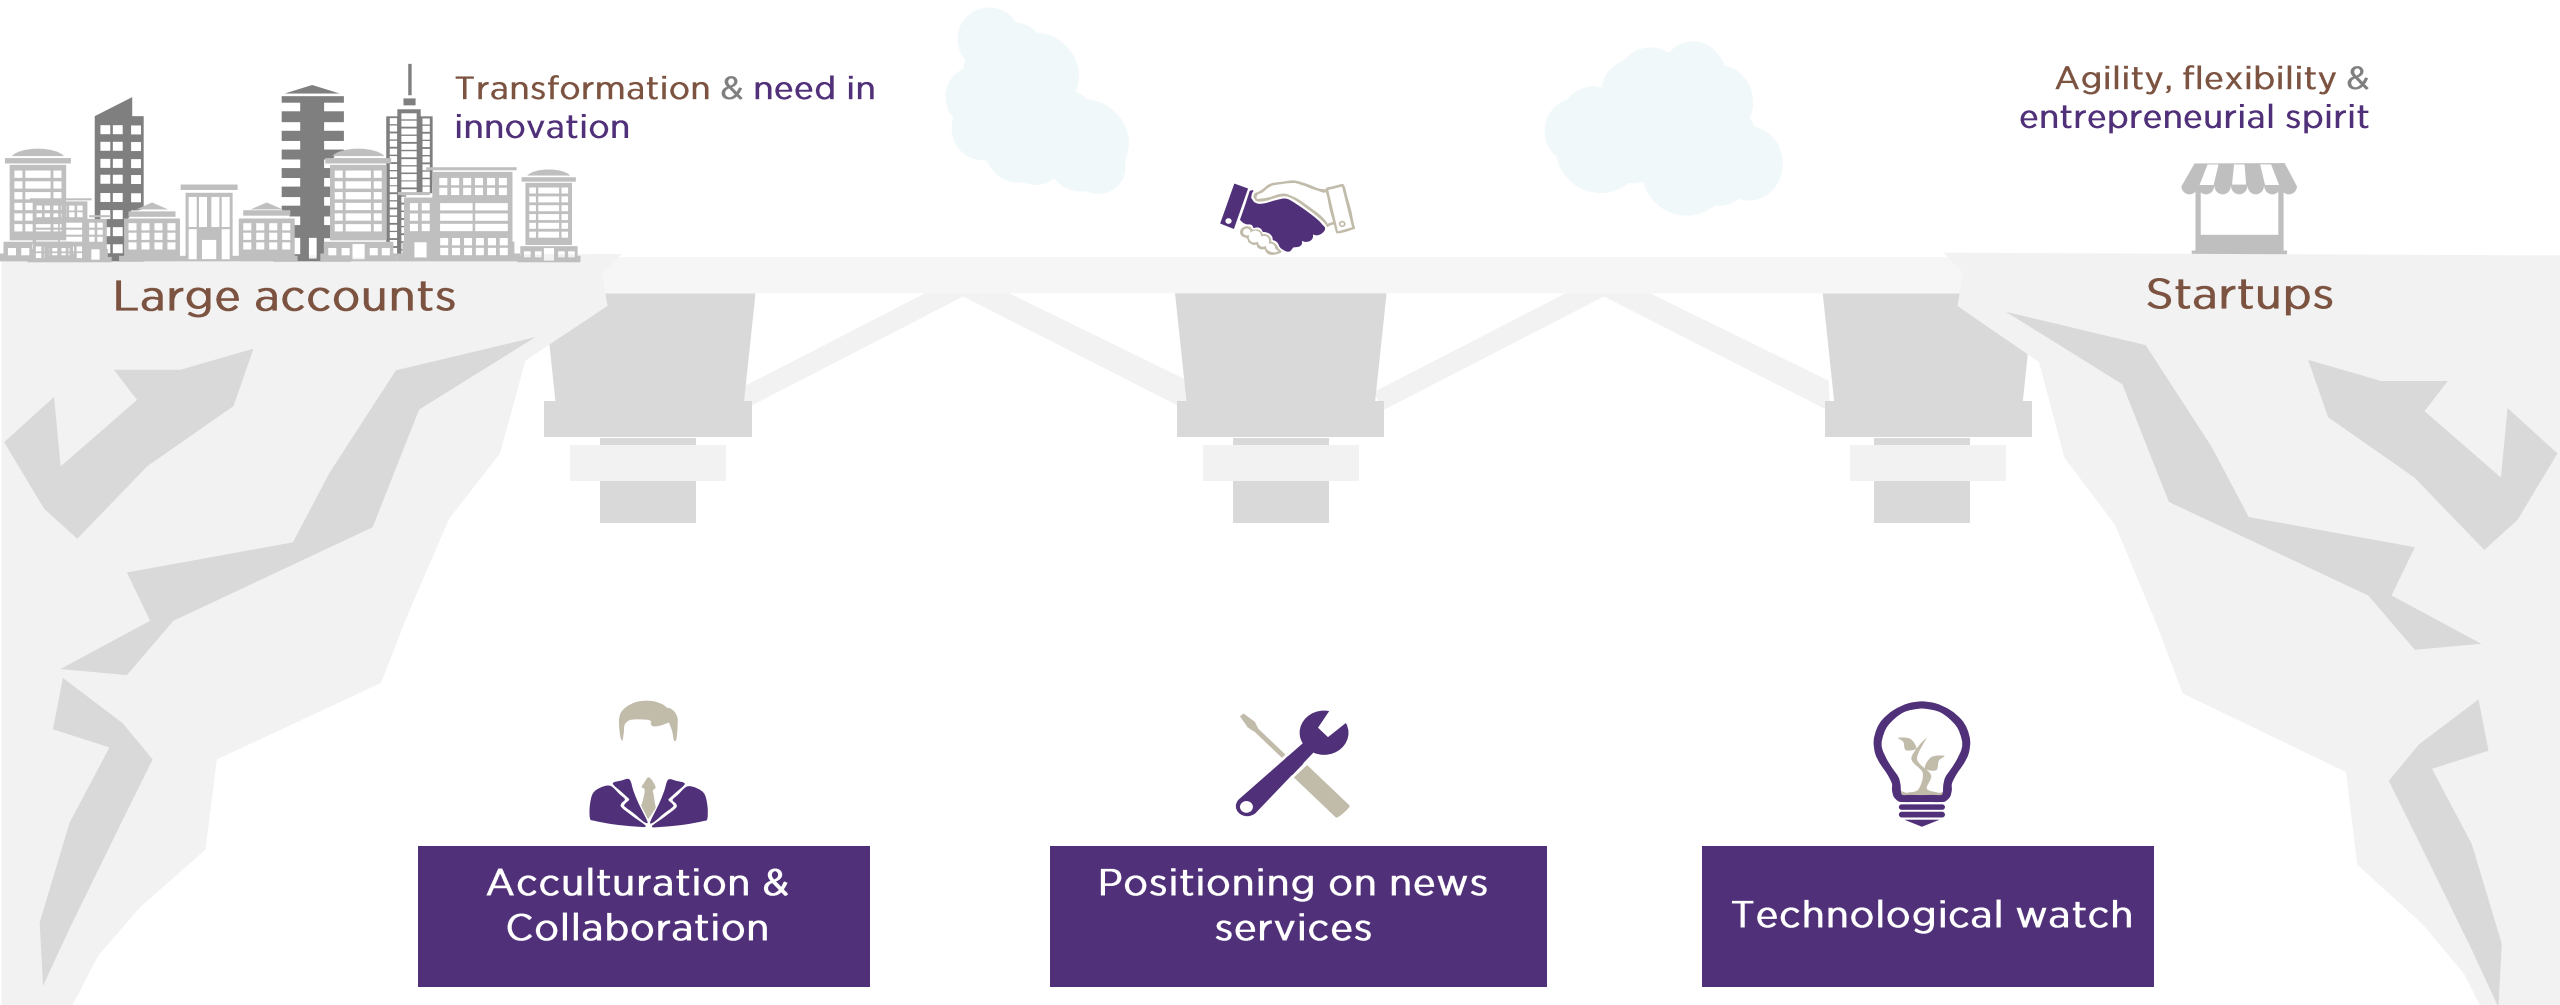 Transformation & need in
innovation
Agility, flexibility &
entrepreneurial spirit
Large accounts
Startups
Acculturation &
Collaboration
Positioning on news
services
Technological watch